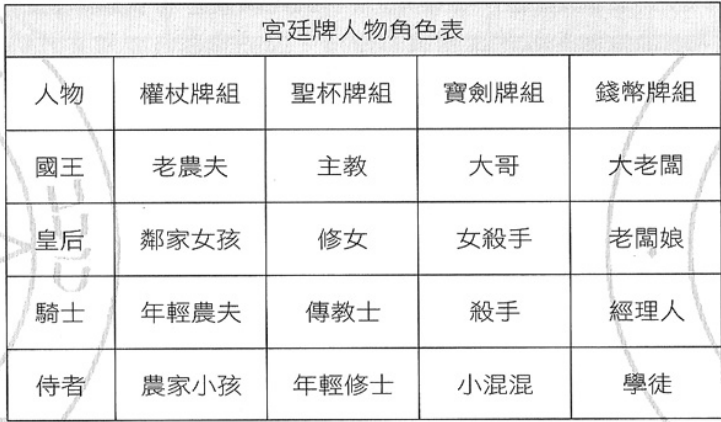 宮廷牌人物角色表
人物 權杖牌組 聖杯牌組 寶劍牌組 錢幣牌組
國王 老農夫 主教 大哥 大老闆
皇后 鄰家女孩 修女 女殺手 老闆娘
騎士 年輕農夫 傳教士 殺手 經理人
侍者 農家小孩 年輕修士 小混混 學徒